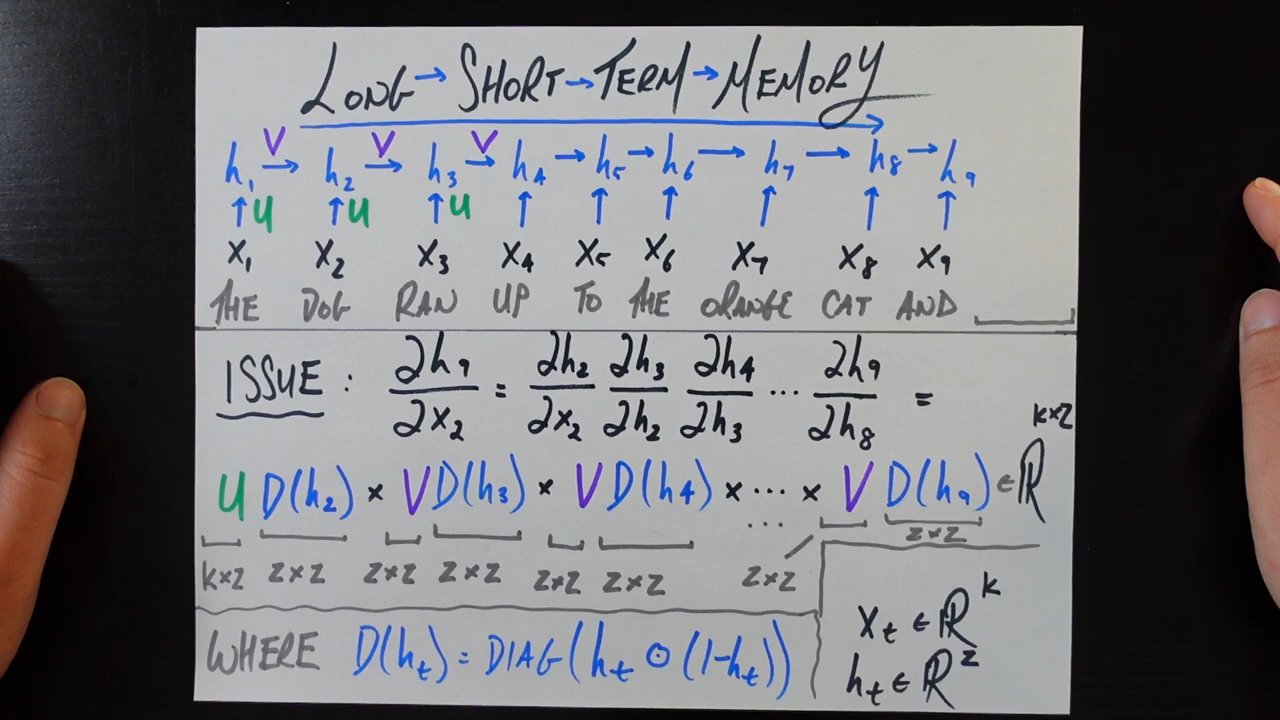 LONG → SHORT → TERM → MEMORY
V V V
h₁ → h₂ → h₃ → h₄ → h₅ → h₆ → h₇ → h₈ → h₉
↑ U ↑ U ↑ U ↑ ↑ ↑ ↑ ↑ ↑
X₁ X₂ X₃ X₄ X₅ X₆ X₇ X₈ X₉
THE DOG RAN UP TO THE ORANGE CAT AND ____
ISSUE: ∂h₉/∂x₂ = ∂h₂/∂x₂ ∂h₃/∂h₂ ∂h₄/∂h₃ ... ∂h₉/∂h₈ =
U D(h₂) × V D(h₃) × V D(h₄) × ... × V D(h₉) ∈ ℝ^(K×Z)
...
K×Z Z×Z Z×Z Z×Z Z×Z Z×Z Z×Z Z×Z
WHERE D(hₜ) = DIAG(hₜ ⊙ (1-hₜ))
Xₜ ∈ ℝ^K
hₜ ∈ ℝ^Z